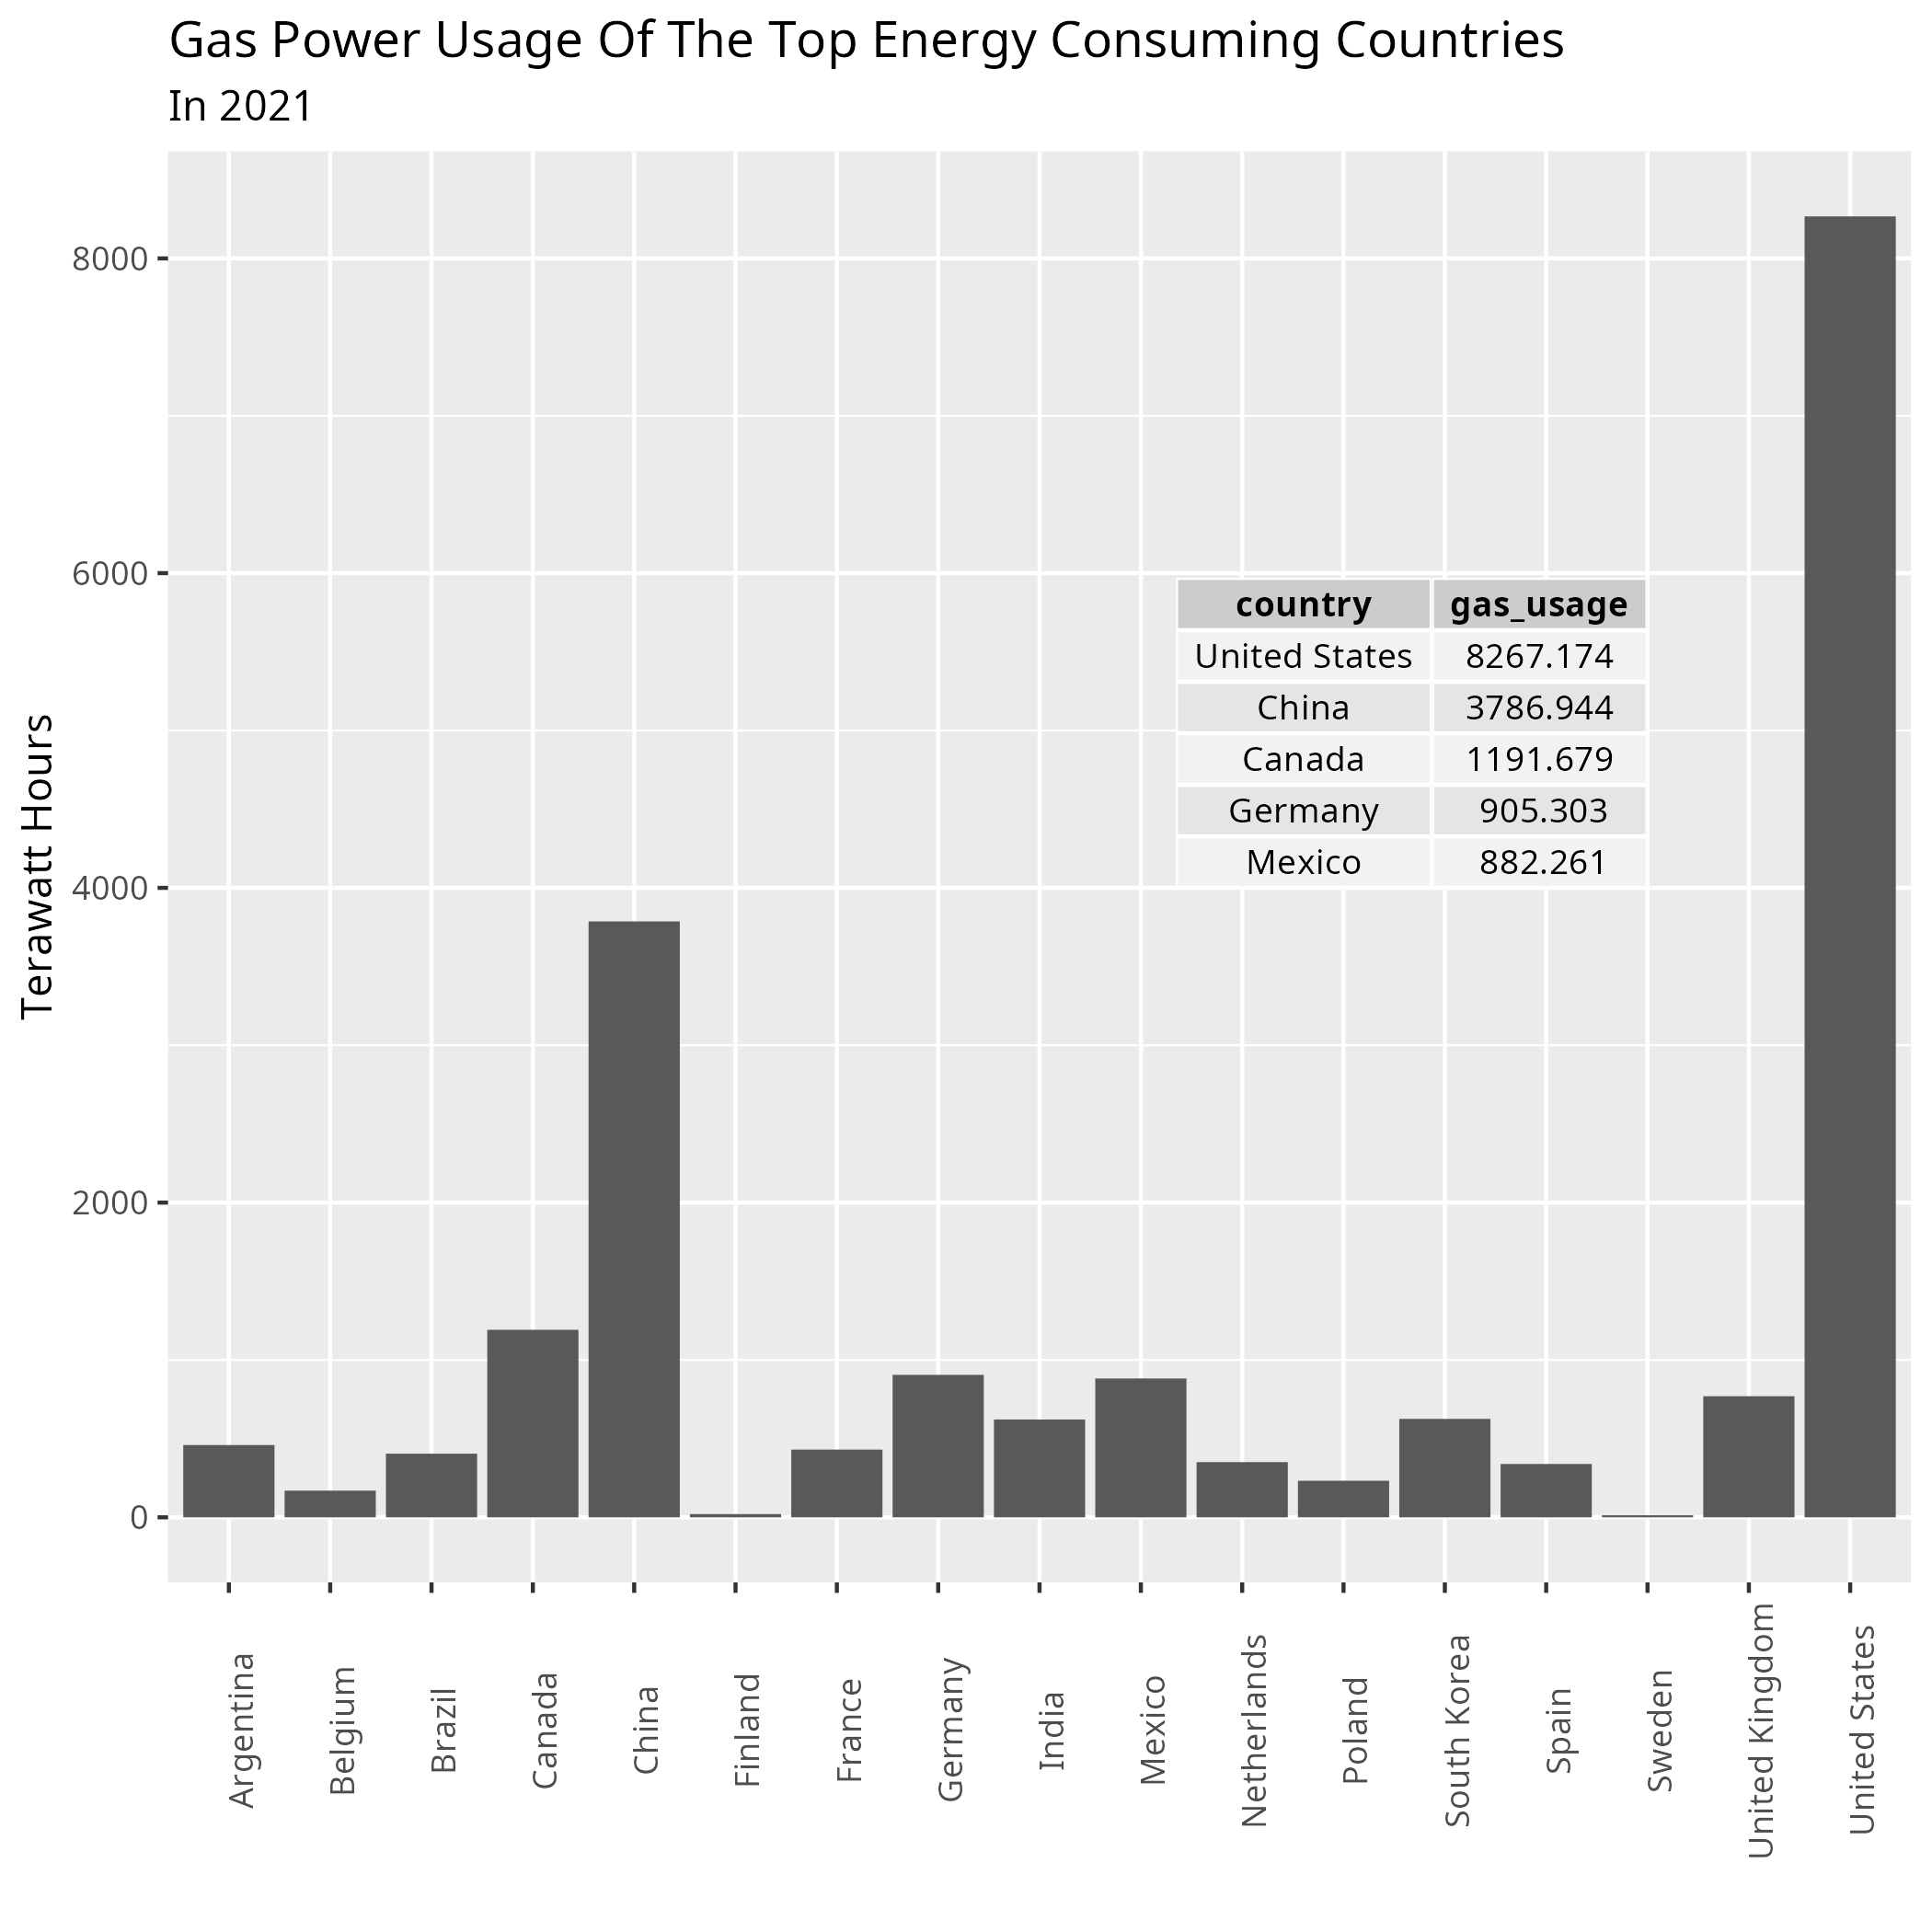 Gas Power Usage Of The Top Energy Consuming Countries
In 2021
Terawatt Hours
8000
6000
4000
2000
0
country gas_usage
United States 8267.174
China 3786.944
Canada 1191.679
Germany 905.303
Mexico 882.261
Argentina
Belgium
Brazil
Canada
China
Finland
France
Germany
India
Mexico
Netherlands
Poland
South Korea
Spain
Sweden
United Kingdom
United States